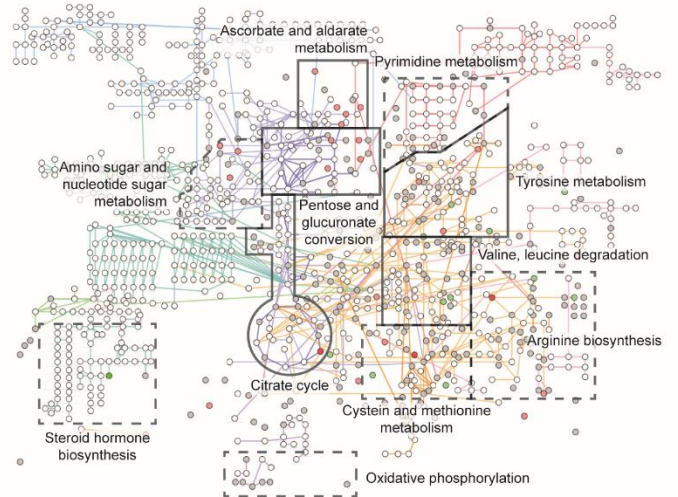 Ascorbate and aldarate
metabolism
Pyrimidine metabolism
Amino sugar and
nucleotide sugar
metabolism
Tyrosine metabolism
Pentose and
glucuronate
conversion
Valine, leucine degradation
Arginine biosynthesis
Citrate cycle
Cystein and methionine
metabolism
Steroid hormone
biosynthesis
Oxidative phosphorylation